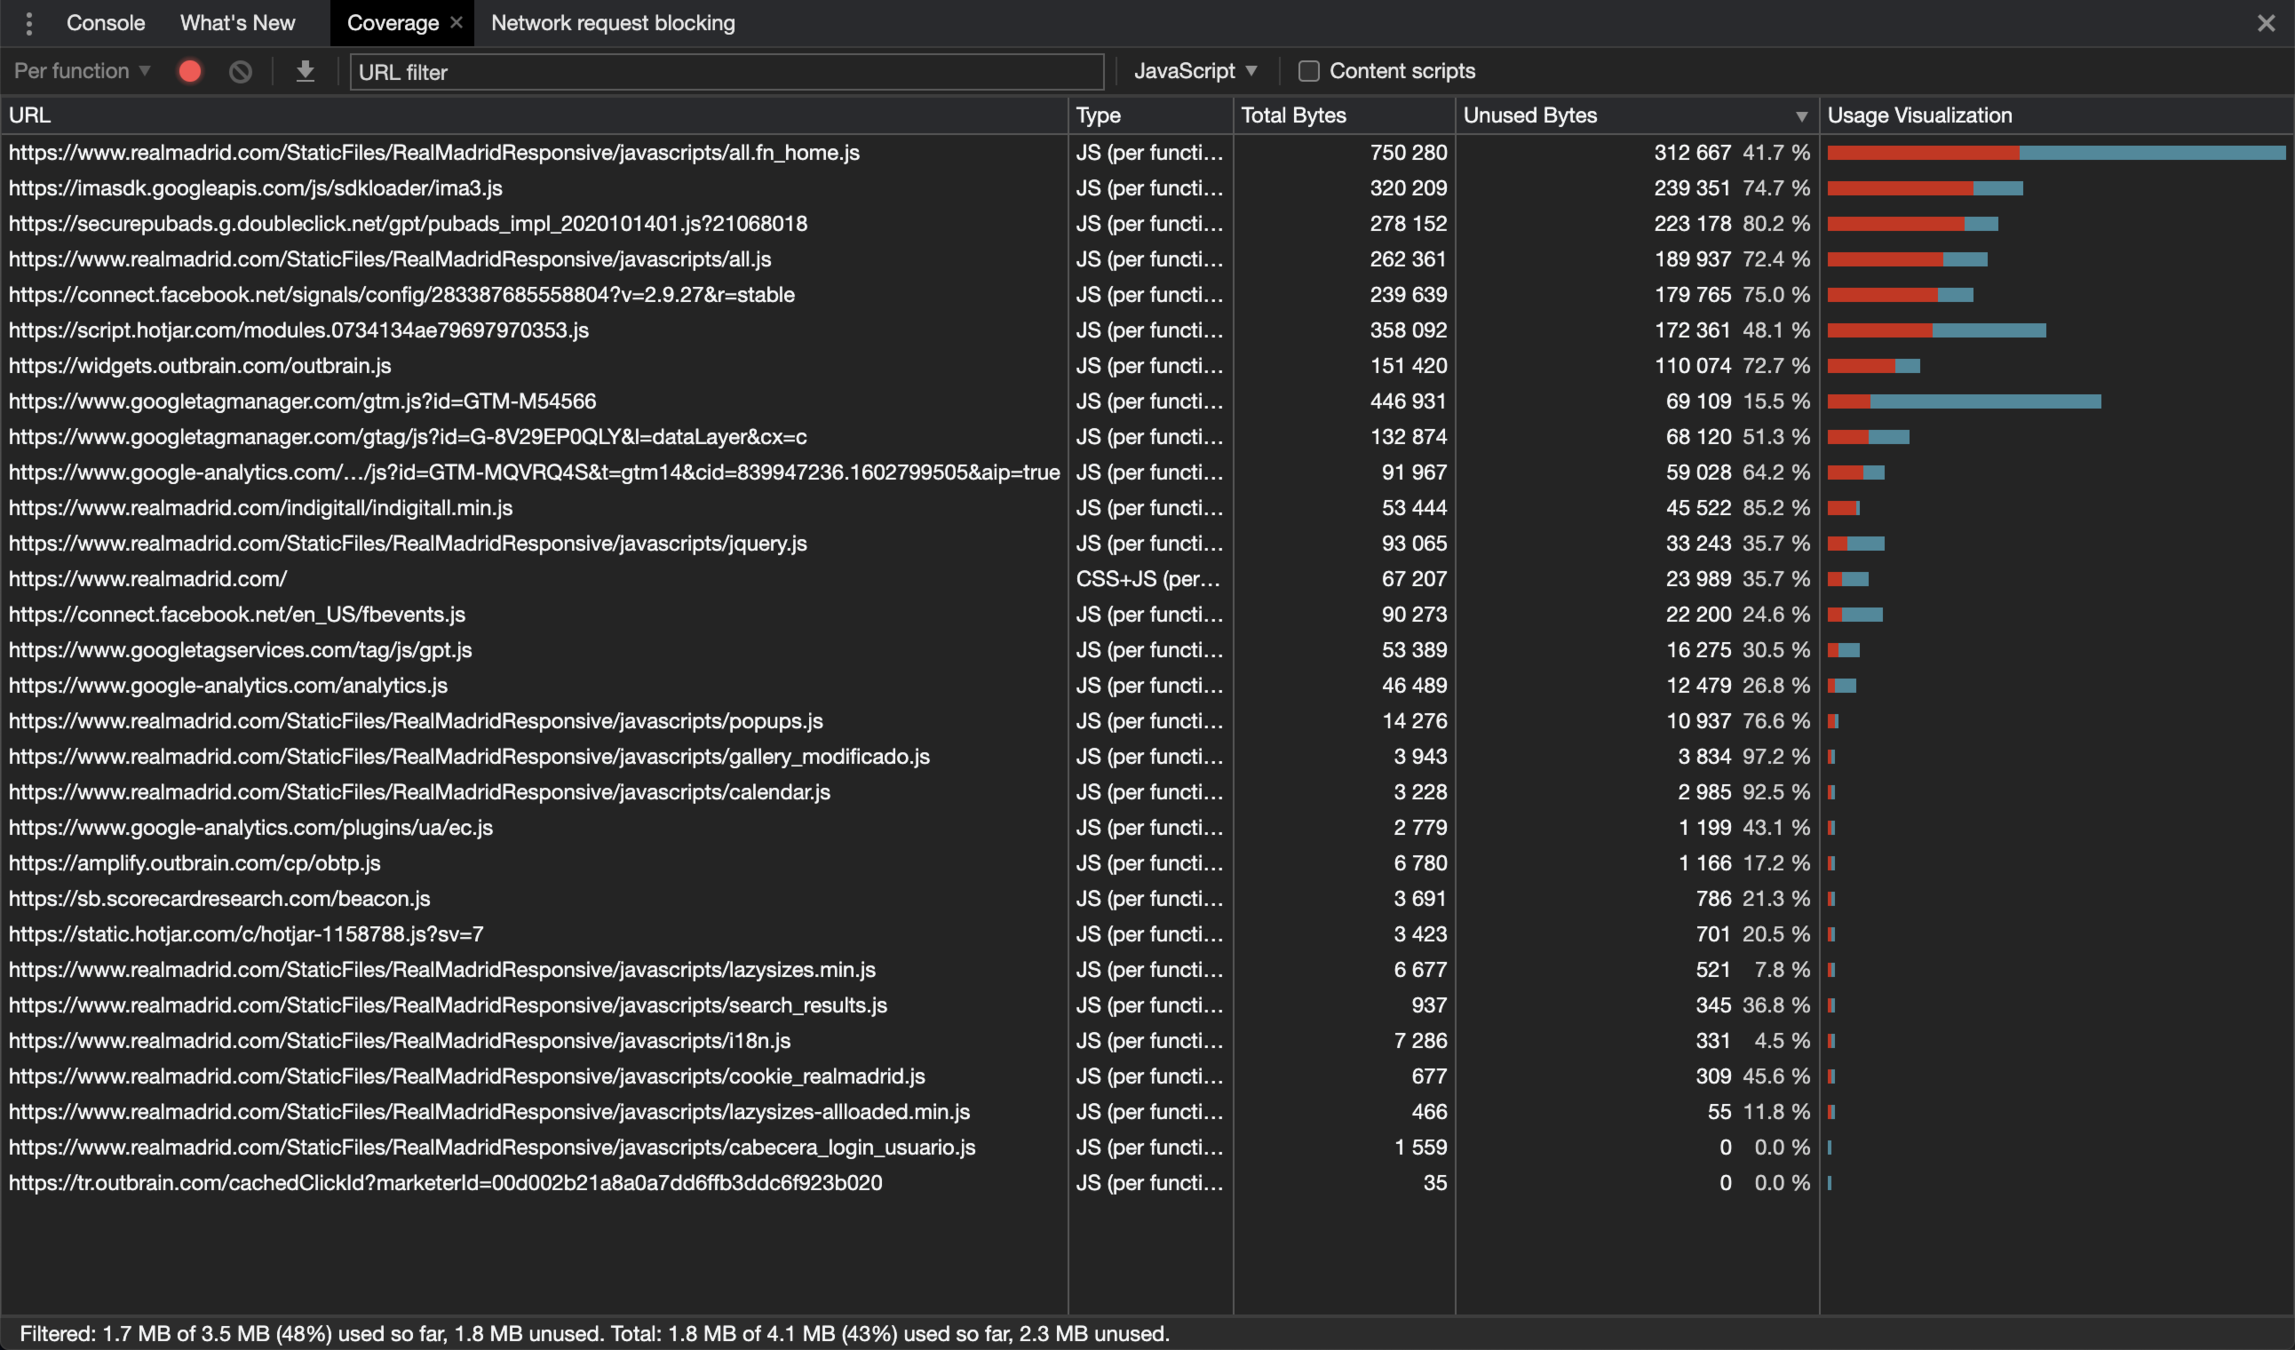 Console What's New Coverage × Network request blocking
Per function ▼ URL filter JavaScript ▼ Content scripts
URL Type Total Bytes Unused Bytes ▼ Usage Visualization
https://www.realmadrid.com/StaticFiles/RealMadridResponsive/javascripts/all.fn_home.js JS (per functi… 750 280 312 667 41.7 %
https://imasdk.googleapis.com/js/sdkloader/ima3.js JS (per functi… 320 209 239 351 74.7 %
https://securepubads.g.doubleclick.net/gpt/pubads_impl_2020101401.js?21068018 JS (per functi… 278 152 223 178 80.2 %
https://www.realmadrid.com/StaticFiles/RealMadridResponsive/javascripts/all.js JS (per functi… 262 361 189 937 72.4 %
https://connect.facebook.net/signals/config/283387685558804?v=2.9.27&r=stable JS (per functi… 239 639 179 765 75.0 %
https://script.hotjar.com/modules.0734134ae79697970353.js JS (per functi… 358 092 172 361 48.1 %
https://widgets.outbrain.com/outbrain.js JS (per functi… 151 420 110 074 72.7 %
https://www.googletagmanager.com/gtm.js?id=GTM-M54566 JS (per functi… 446 931 69 109 15.5 %
https://www.googletagmanager.com/gtag/js?id=G-8V29EP0QLY&l=dataLayer&cx=c JS (per functi… 132 874 68 120 51.3 %
https://www.google-analytics.com/…/js?id=GTM-MQVRQ4S&t=gtm14&cid=839947236.1602799505&aip=true JS (per functi… 91 967 59 028 64.2 %
https://www.realmadrid.com/indigitall/indigitall.min.js JS (per functi… 53 444 45 522 85.2 %
https://www.realmadrid.com/StaticFiles/RealMadridResponsive/javascripts/jquery.js JS (per functi… 93 065 33 243 35.7 %
https://www.realmadrid.com/ CSS+JS (per… 67 207 23 989 35.7 %
https://connect.facebook.net/en_US/fbevents.js JS (per functi… 90 273 22 200 24.6 %
https://www.googletagservices.com/tag/js/gpt.js JS (per functi… 53 389 16 275 30.5 %
https://www.google-analytics.com/analytics.js JS (per functi… 46 489 12 479 26.8 %
https://www.realmadrid.com/StaticFiles/RealMadridResponsive/javascripts/popups.js JS (per functi… 14 276 10 937 76.6 %
https://www.realmadrid.com/StaticFiles/RealMadridResponsive/javascripts/gallery_modificado.js JS (per functi… 3 943 3 834 97.2 %
https://www.realmadrid.com/StaticFiles/RealMadridResponsive/javascripts/calendar.js JS (per functi… 3 228 2 985 92.5 %
https://www.google-analytics.com/plugins/ua/ec.js JS (per functi… 2 779 1 199 43.1 %
https://amplify.outbrain.com/cp/obtp.js JS (per functi… 6 780 1 166 17.2 %
https://sb.scorecardresearch.com/beacon.js JS (per functi… 3 691 786 21.3 %
https://static.hotjar.com/c/hotjar-1158788.js?sv=7 JS (per functi… 3 423 701 20.5 %
https://www.realmadrid.com/StaticFiles/RealMadridResponsive/javascripts/lazysizes.min.js JS (per functi… 6 677 521 7.8 %
https://www.realmadrid.com/StaticFiles/RealMadridResponsive/javascripts/search_results.js JS (per functi… 937 345 36.8 %
https://www.realmadrid.com/StaticFiles/RealMadridResponsive/javascripts/i18n.js JS (per functi… 7 286 331 4.5 %
https://www.realmadrid.com/StaticFiles/RealMadridResponsive/javascripts/cookie_realmadrid.js JS (per functi… 677 309 45.6 %
https://www.realmadrid.com/StaticFiles/RealMadridResponsive/javascripts/lazysizes-allloaded.min.js JS (per functi… 466 55 11.8 %
https://www.realmadrid.com/StaticFiles/RealMadridResponsive/javascripts/cabecera_login_usuario.js JS (per functi… 1 559 0 0.0 %
https://tr.outbrain.com/cachedClickId?marketerId=00d002b21a8a0a7dd6ffb3ddc6f923b020 JS (per functi… 35 0 0.0 %
Filtered: 1.7 MB of 3.5 MB (48%) used so far, 1.8 MB unused. Total: 1.8 MB of 4.1 MB (43%) used so far, 2.3 MB unused.